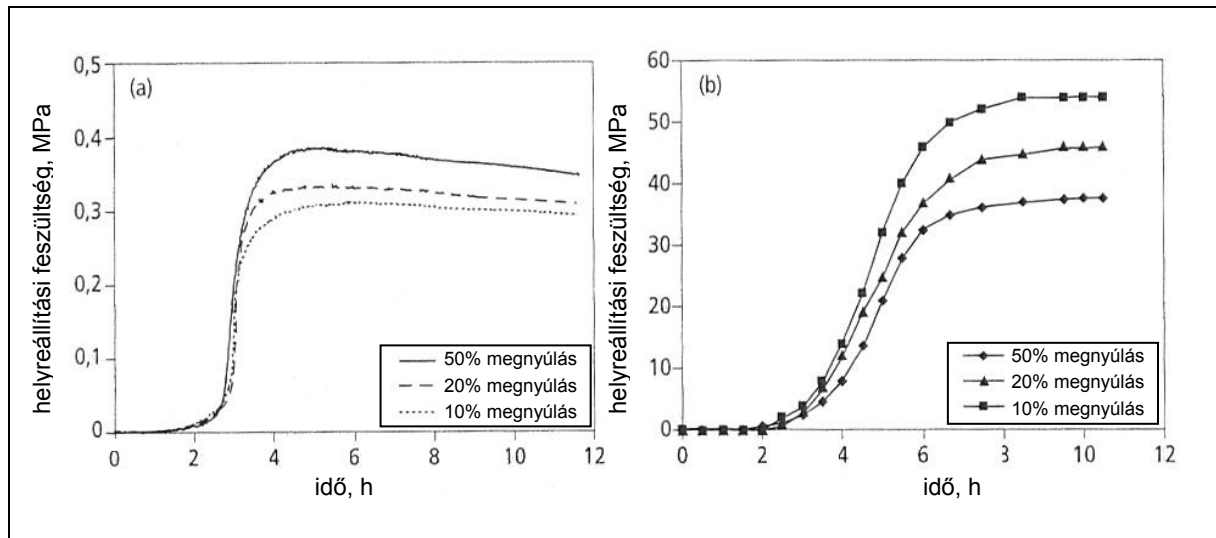 (a)
helyreállítási feszültség, MPa
0,5
0,4
0,3
0,2
0,1
0
0 2 4 6 8 10 12
idő, h
50% megnyúlás
20% megnyúlás
10% megnyúlás
(b)
helyreállítási feszültség, MPa
60
50
40
30
20
10
0
0 2 4 6 8 10 12
idő, h
50% megnyúlás
20% megnyúlás
10% megnyúlás